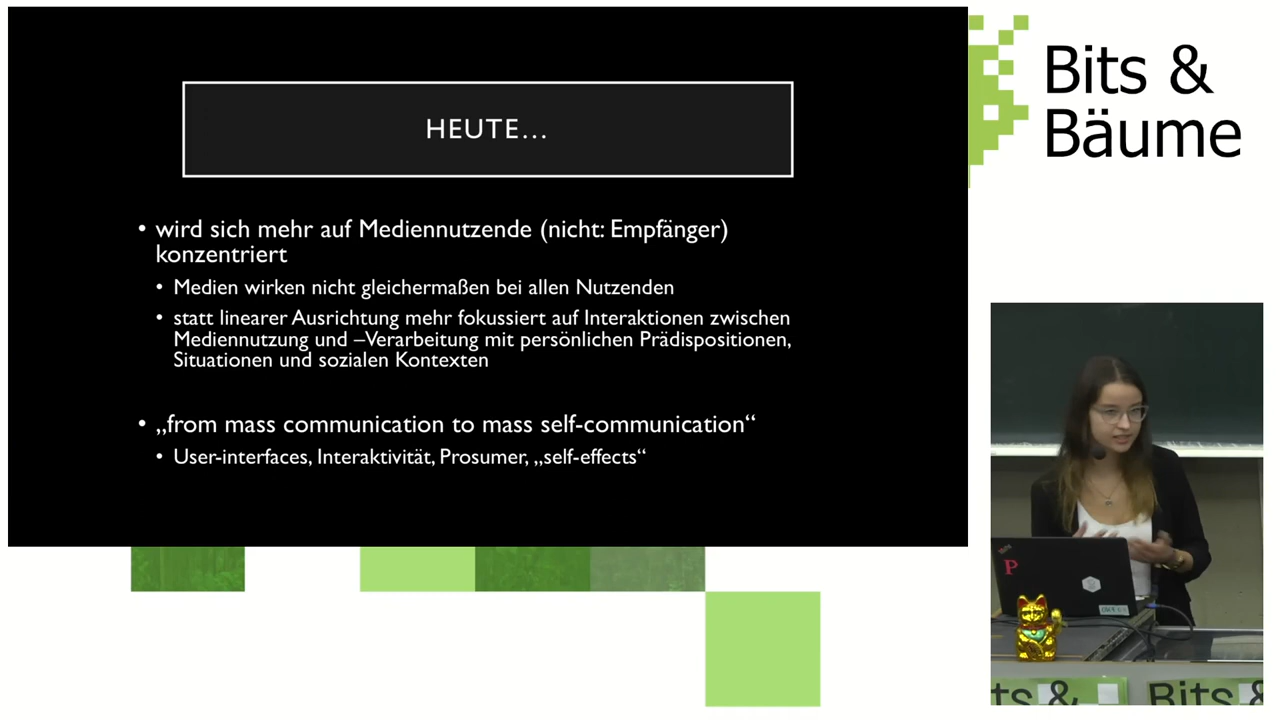 HEUTE…
• wird sich mehr auf Mediennutzende (nicht: Empfänger)
konzentriert
• Medien wirken nicht gleichermaßen bei allen Nutzenden
• statt linearer Ausrichtung mehr fokussiert auf Interaktionen zwischen
Mediennutzung und –Verarbeitung mit persönlichen Prädispositionen,
Situationen und sozialen Kontexten
• „from mass communication to mass self-communication“
• User-interfaces, Interaktivität, Prosumer, „self-effects“
Bits &
Bäume
P
ts &
Bits &